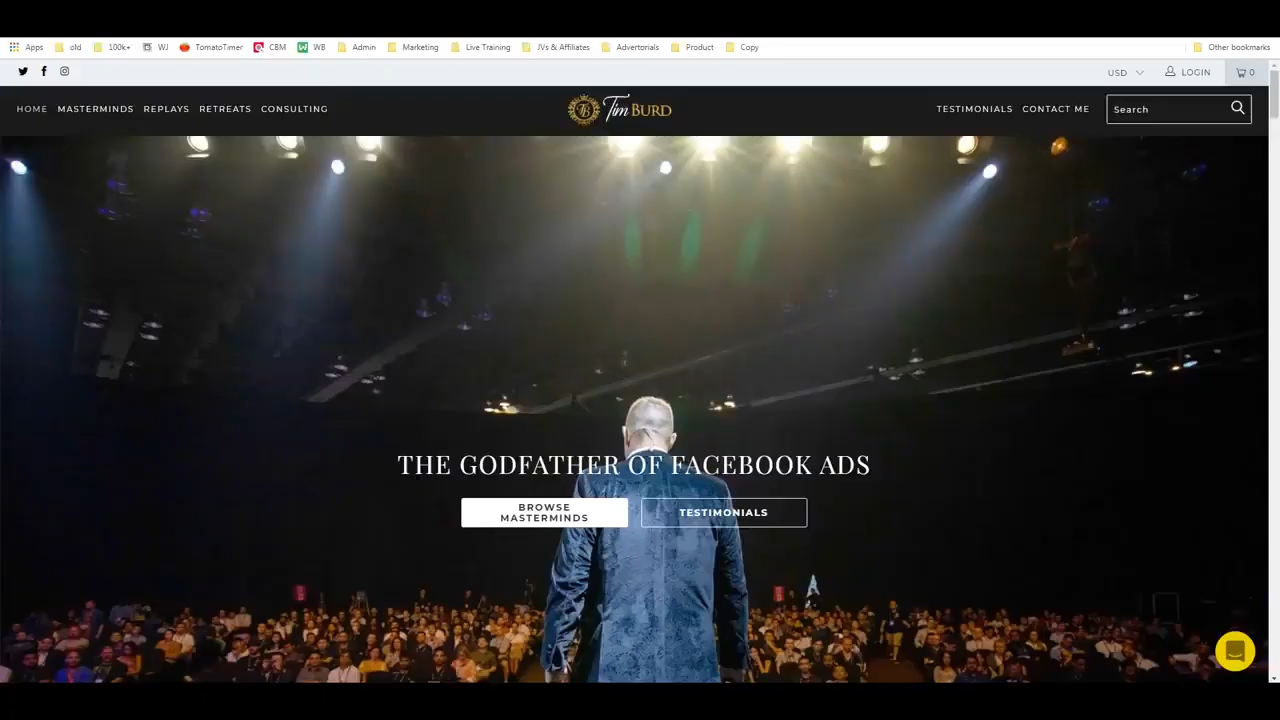 Apps old 100k+ WJ TomatoTimer CBM WB Admin Marketing Live Training JVs & Affiliates Advertorials Product Copy Other bookmarks
USD LOGIN 0
HOME MASTERMINDS REPLAYS RETREATS CONSULTING TB Tim BURD TESTIMONIALS CONTACT ME Search
THE GODFATHER OF FACEBOOK ADS
BROWSE
MASTERMINDS
TESTIMONIALS